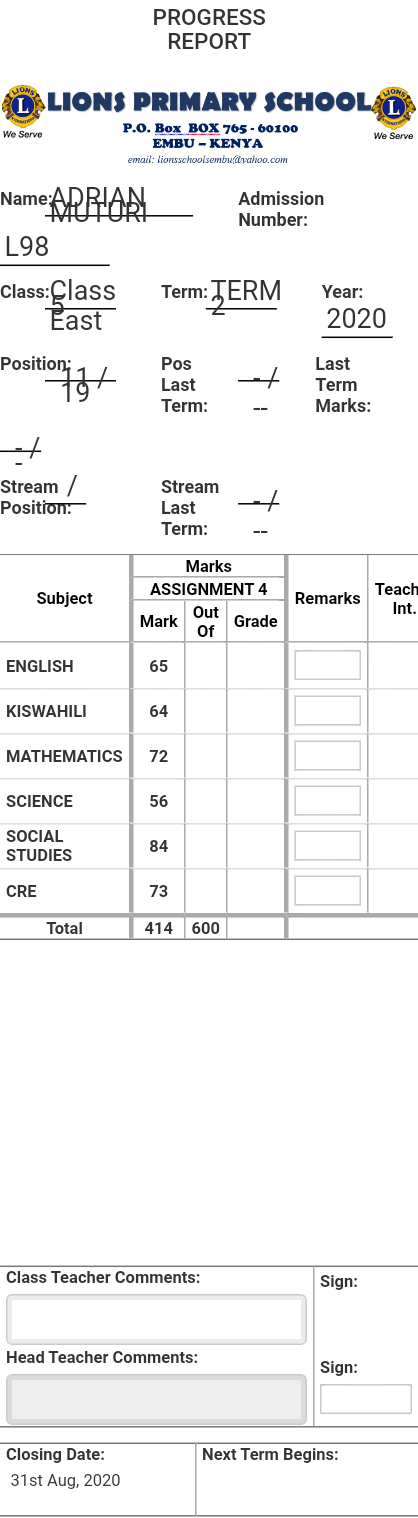 PROGRESS
REPORT
LIONS PRIMARY SCHOOL
LIONS
L
INTERNATIONAL
We Serve
LIONS
L
INTERNATIONAL
We Serve
P.O. Box BOX 765 - 60100
EMBU – KENYA
email: lionsschoolsembu@yahoo.com
Name: ADRIAN MUTURI
Admission Number:
L98
Class: Class 5 East
Term: TERM 2
Year: 2020
Position: 11 / 19
Pos Last Term: - / --
Last Term Marks:
- / -
Stream Position: /
Stream Last Term: - / --
Subject Marks Remarks Teach Int.
ASSIGNMENT 4
Mark Out Of Grade
ENGLISH 65
KISWAHILI 64
MATHEMATICS 72
SCIENCE 56
SOCIAL STUDIES 84
CRE 73
Total 414 600
Class Teacher Comments:
Sign:
Head Teacher Comments:
Sign:
Closing Date: Next Term Begins:
31st Aug, 2020